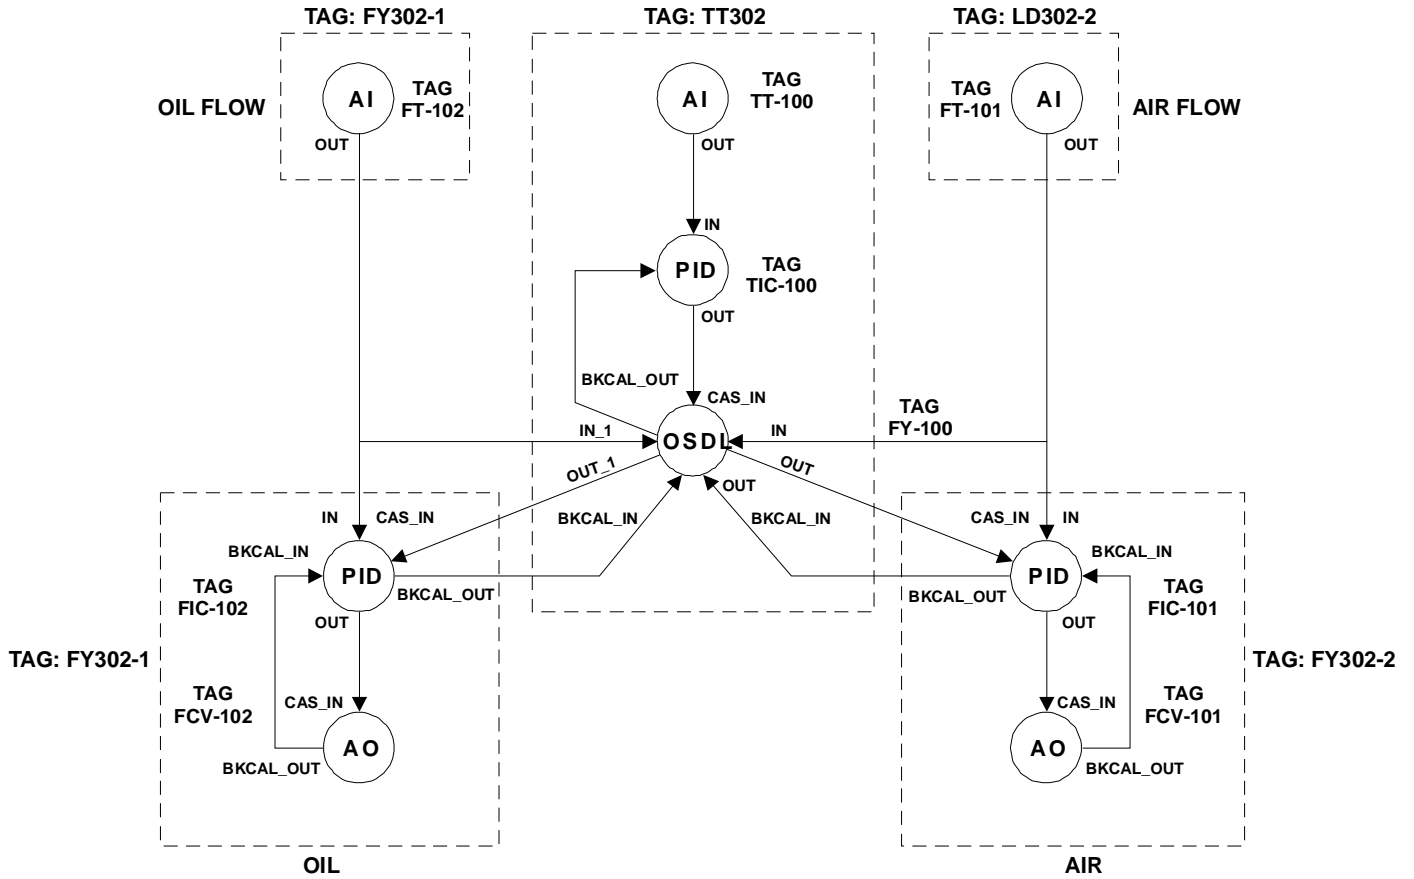 TAG: FY302-1
TAG: TT302
TAG: LD302-2
OIL FLOW
AI
TAG
FT-102
OUT
AI
TAG
TT-100
OUT
TAG
FT-101
AI
OUT
AIR FLOW
IN
PID
TAG
TIC-100
OUT
BKCAL_OUT
CAS_IN
TAG
FY-100
IN_1
OSDL
IN
OUT_1
OUT
OUT
BKCAL_IN
BKCAL_IN
IN
CAS_IN
BKCAL_IN
PID
TAG
FIC-102
BKCAL_OUT
OUT
TAG: FY302-1
TAG
FCV-102
CAS_IN
AO
BKCAL_OUT
OIL
CAS_IN
IN
BKCAL_IN
PID
BKCAL_OUT
TAG
FIC-101
OUT
TAG: FY302-2
TAG
FCV-101
CAS_IN
AO
BKCAL_OUT
AIR